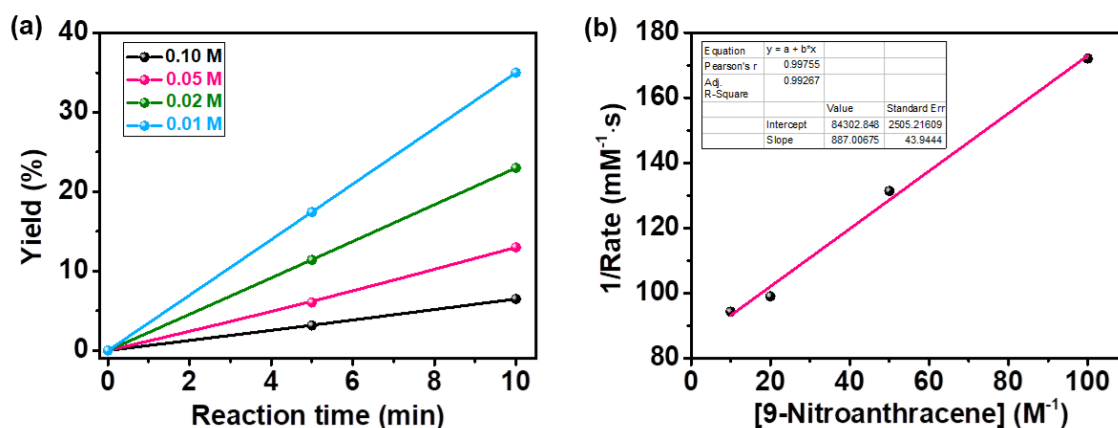 (a)
40
30
20
10
0
Yield (%)
0.10 M
0.05 M
0.02 M
0.01 M
0 2 4 6 8 10
Reaction time (min)
(b)
180
160
140
120
100
80
1/Rate (mM⁻¹·s)
Equation y = a + b*x
Pearson's r 0.99755
Adj. 0.99267
R-Square
Value Standard Err
Intercept 84302.848 2505.21609
Slope 887.00675 43.9444
0 20 40 60 80 100
[9-Nitroanthracene] (M⁻¹)